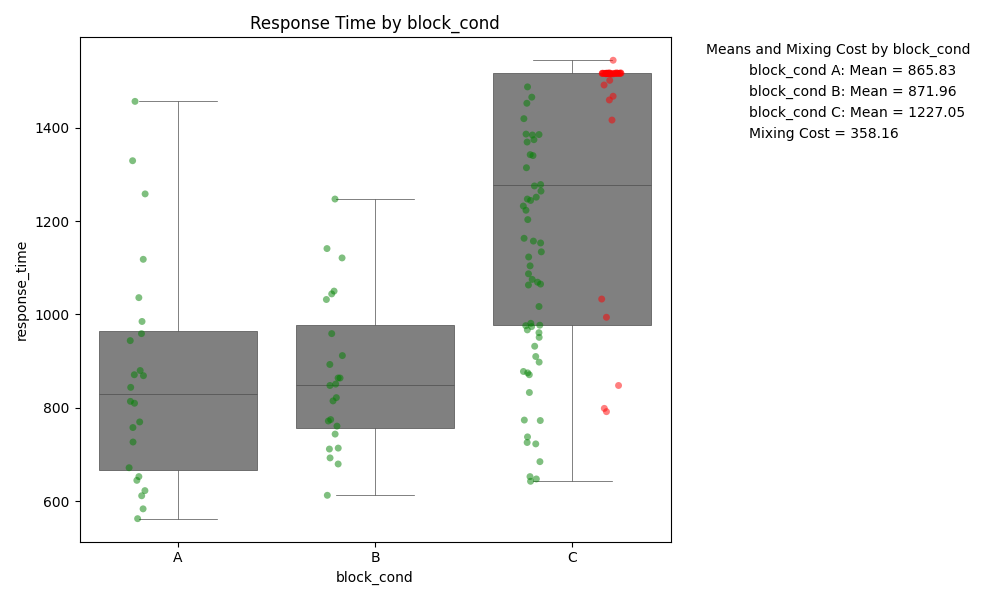 Response Time by block_cond
Means and Mixing Cost by block_cond
block_cond A: Mean = 865.83
block_cond B: Mean = 871.96
block_cond C: Mean = 1227.05
Mixing Cost = 358.16
response_time
1400
1200
1000
800
600
A
B
C
block_cond